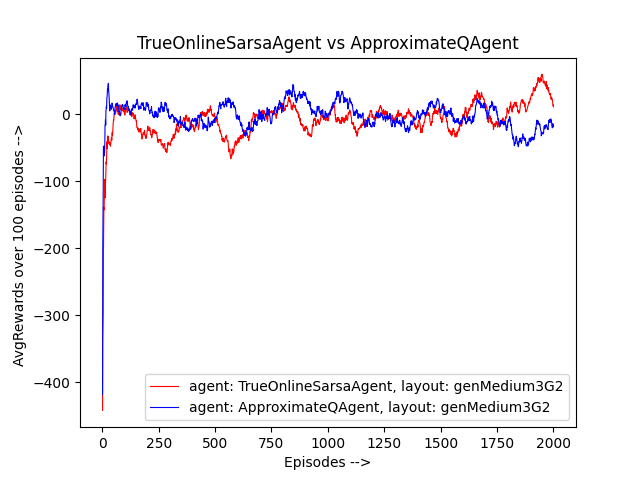 TrueOnlineSarsaAgent vs ApproximateQAgent
AvgRewards over 100 episodes -->
0
−100
−200
−300
−400
agent: TrueOnlineSarsaAgent, layout: genMedium3G2
agent: ApproximateQAgent, layout: genMedium3G2
0 250 500 750 1000 1250 1500 1750 2000
Episodes -->